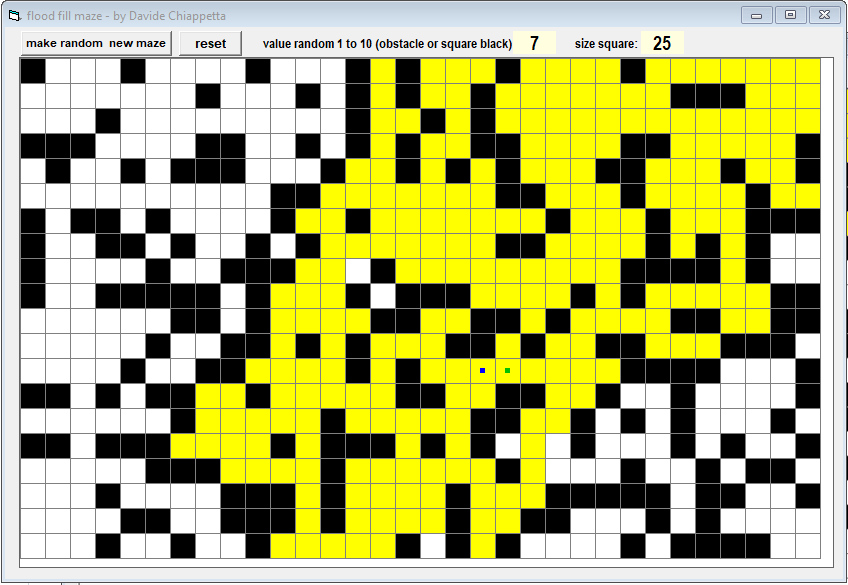 flood fill maze - by Davide Chiappetta
make random new maze reset value random 1 to 10 (obstacle or square black) 7 size square: 25